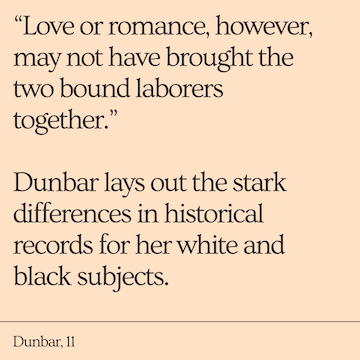 “Love or romance, however,
may not have brought the
two bound laborers
together.”
Dunbar lays out the stark
differences in historical
records for her white and
black subjects.
Dunbar, 11